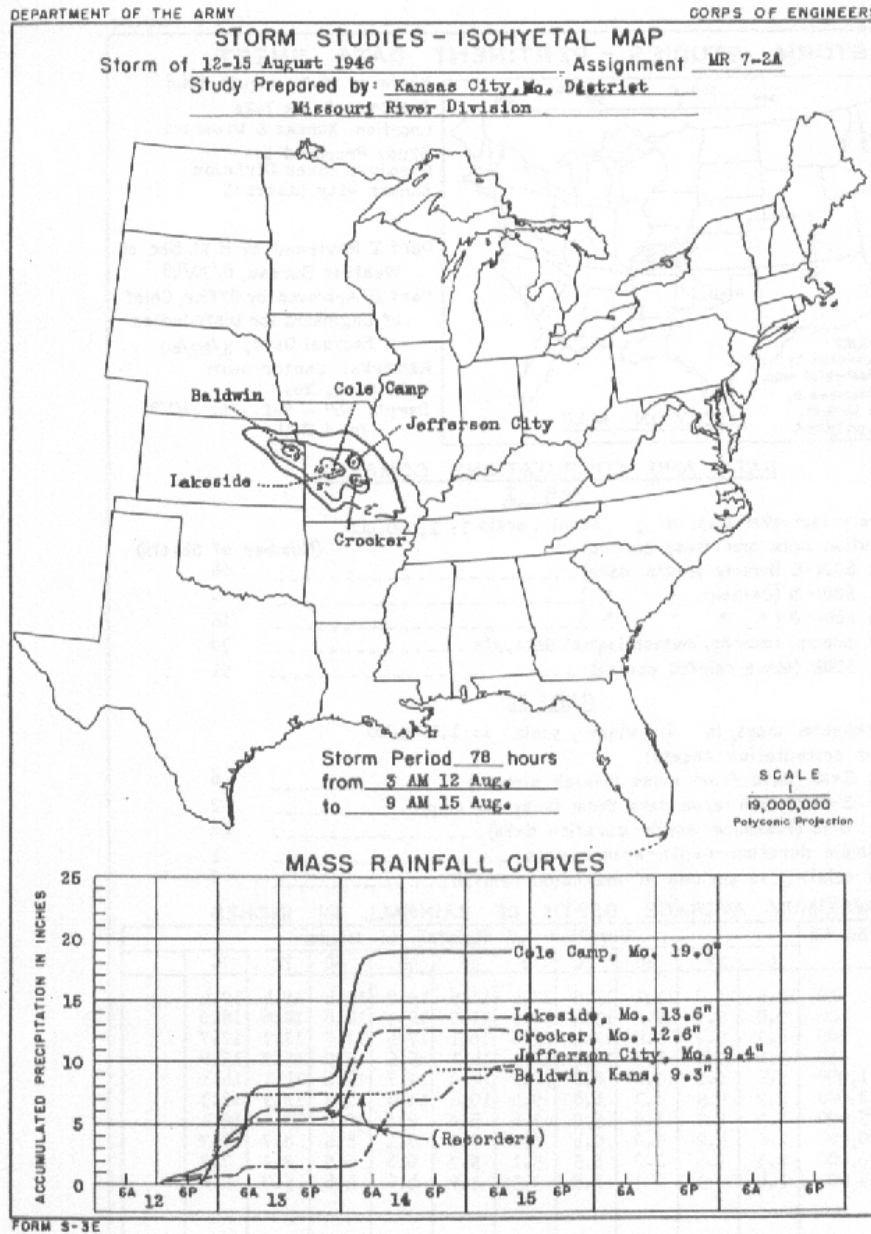 DEPARTMENT OF THE ARMY
CORPS OF ENGINEERS
STORM STUDIES - ISOHYETAL MAP
Storm of 12-15 August 1946 Assignment MR 7-2A
Study Prepared by: Kansas City, Mo. District
Missouri River Division
Baldwin
Cole Camp
Jefferson City
Lakeside
2"
Crocker
Storm Period 78 hours
from 3 AM 12 Aug.
to 9 AM 15 Aug.
SCALE
1
19,000,000
Polyconic Projection
MASS RAINFALL CURVES
ACCUMULATED PRECIPITATION IN INCHES
25
20
15
10
5
0
Cole Camp, Mo. 19.0"
Lakeside, Mo. 13.6"
Crocker, Mo. 12.6"
Jefferson City, Mo. 9.4"
Baldwin, Kans. 9.3"
(Recorders)
6A 6P 6A 6P 6A 6P 6A 6P 6A 6P 6A 6P
12 13 14 15
FORM S-3E